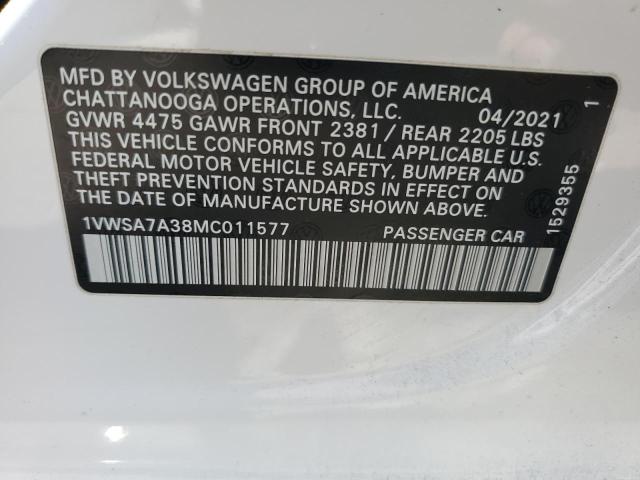 MFD BY VOLKSWAGEN GROUP OF AMERICA
CHATTANOOGA OPERATIONS, LLC. 04/2021
GVWR 4475 GAWR FRONT 2381 / REAR 2205 LBS
THIS VEHICLE CONFORMS TO ALL APPLICABLE U.S.
FEDERAL MOTOR VEHICLE SAFETY, BUMPER AND
THEFT PREVENTION STANDARDS IN EFFECT ON
THE DATE OF MANUFACTURE SHOWN ABOVE.
1VWSA7A38MC011577 PASSENGER CAR
1529355 1